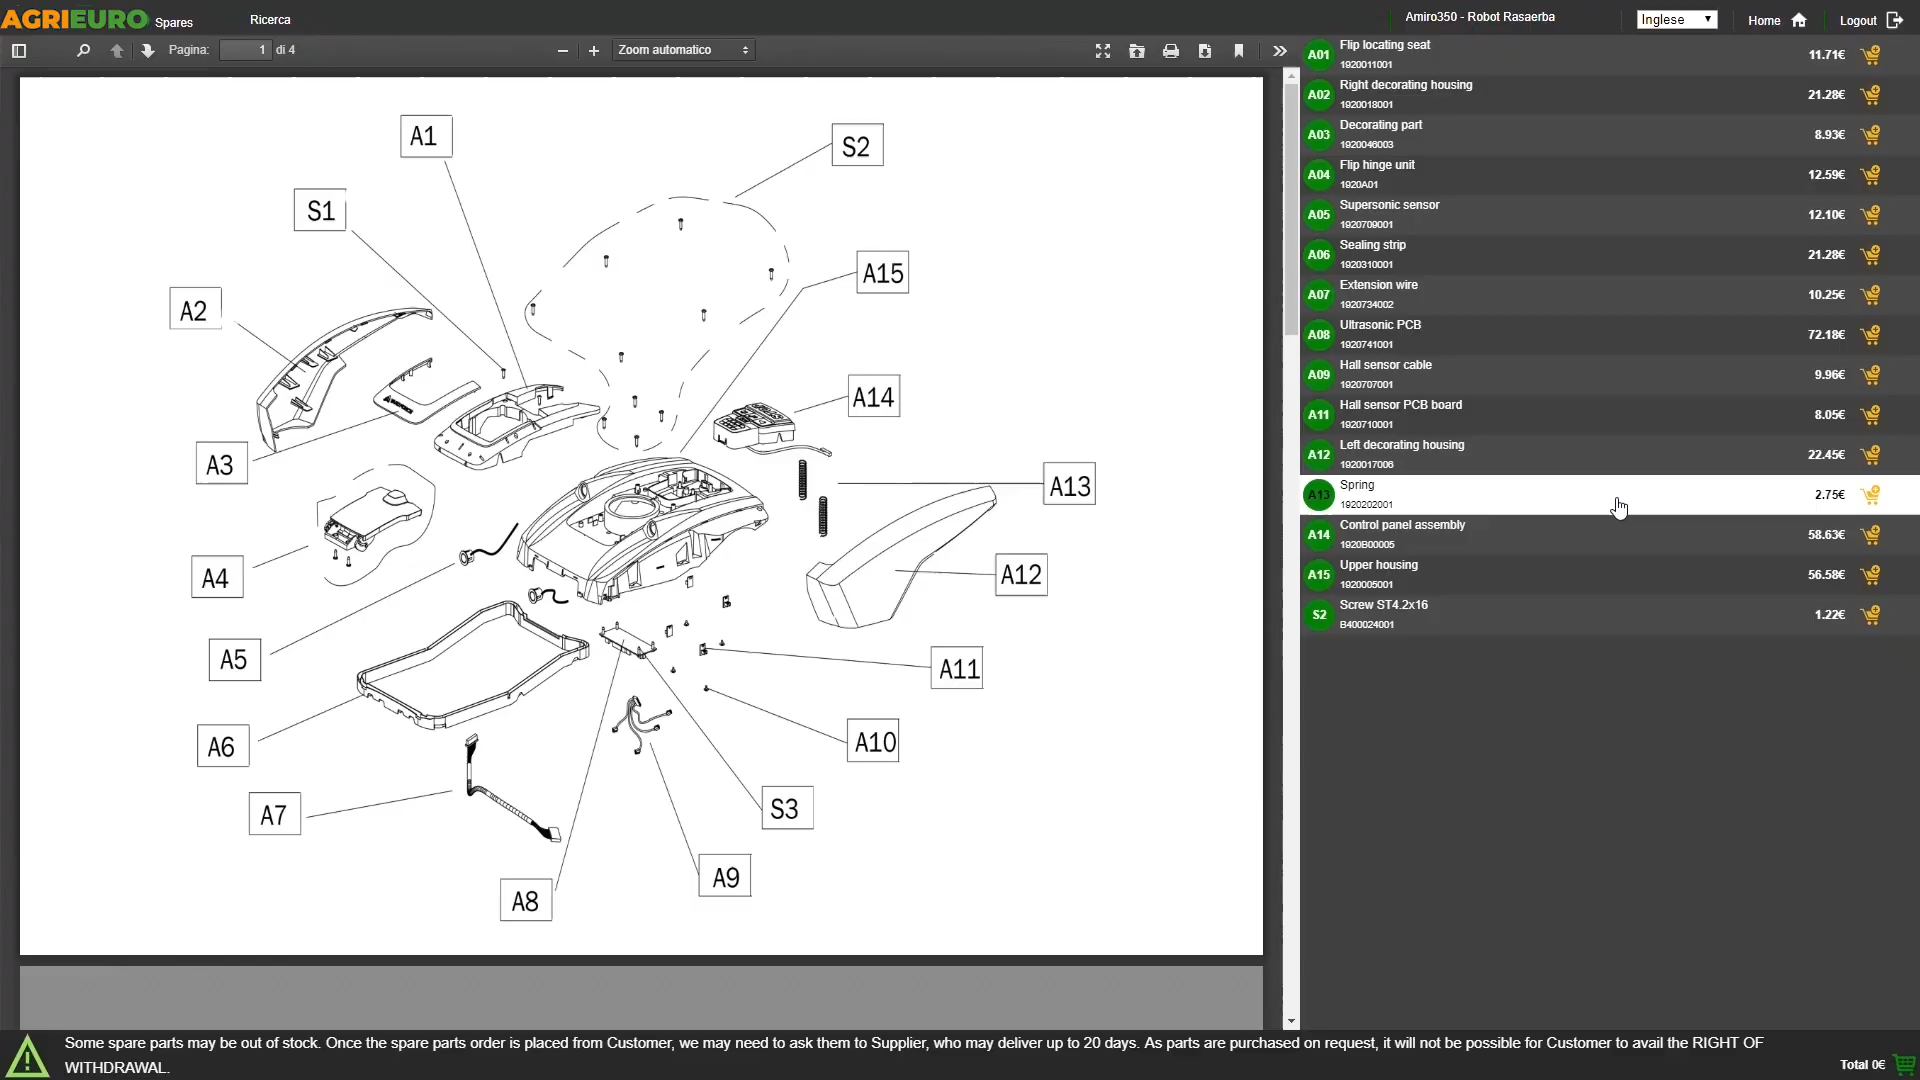 AGRIEURO Spares
Ricerca
Amiro350 - Robot Rasaerba
Inglese
Home
Logout
Pagina: 1 di 4
Zoom automatico
A1
S2
S1
A15
A2
A14
A3
A13
A4
A12
A5
A11
A6
A10
A7
S3
A9
A8
A01 Flip locating seat 11.71€
1920011001
A02 Right decorating housing 21.28€
1920018001
A03 Decorating part 8.93€
1920046003
A04 Flip hinge unit 12.59€
1920A01
A05 Supersonic sensor 12.10€
1920709001
A06 Sealing strip 21.28€
1920310001
A07 Extension wire 10.25€
1920734002
A08 Ultrasonic PCB 72.18€
1920741001
A09 Hall sensor cable 9.96€
1920707001
A11 Hall sensor PCB board 8.05€
1920710001
A12 Left decorating housing 22.45€
1920017006
A13 Spring 2.75€
1920202001
A14 Control panel assembly 58.63€
1920B00005
A15 Upper housing 56.58€
1920005001
S2 Screw ST4.2x16 1.22€
B400024001
Some spare parts may be out of stock. Once the spare parts order is placed from Customer, we may need to ask them to Supplier, who may deliver up to 20 days. As parts are purchased on request, it will not be possible for Customer to avail the RIGHT OF
WITHDRAWAL.
Total 0€